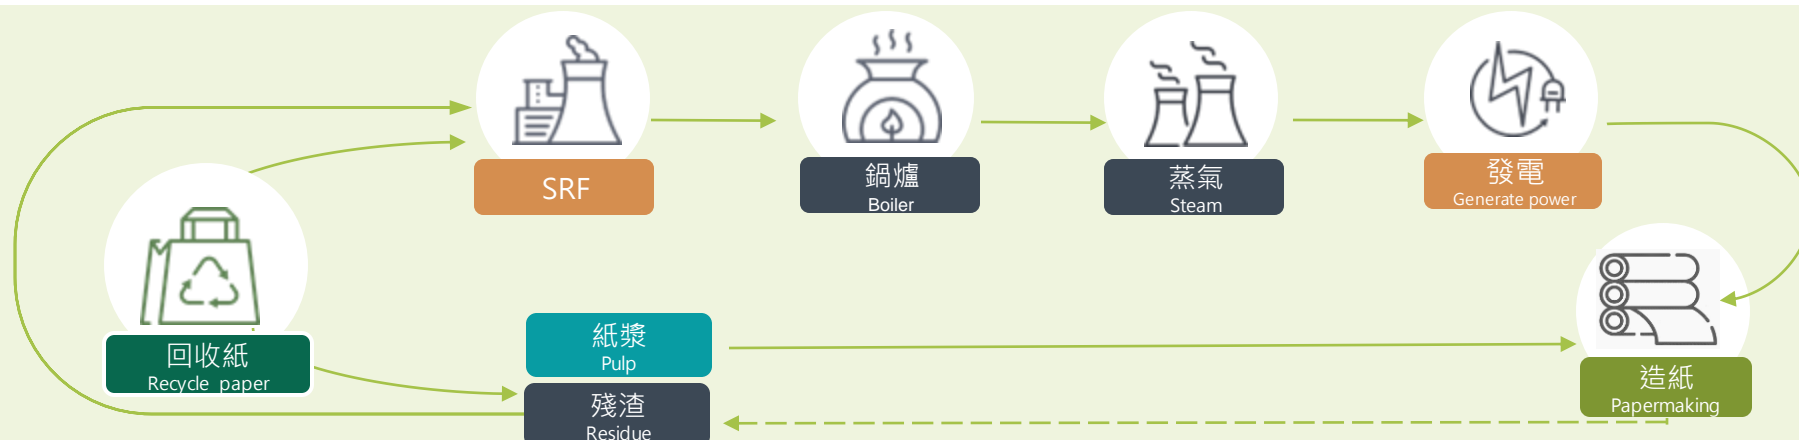 SRF
鍋爐
Boiler
蒸氣
Steam
發電
Generate power
回收紙
Recycle paper
紙漿
Pulp
殘渣
Residue
造紙
Papermaking